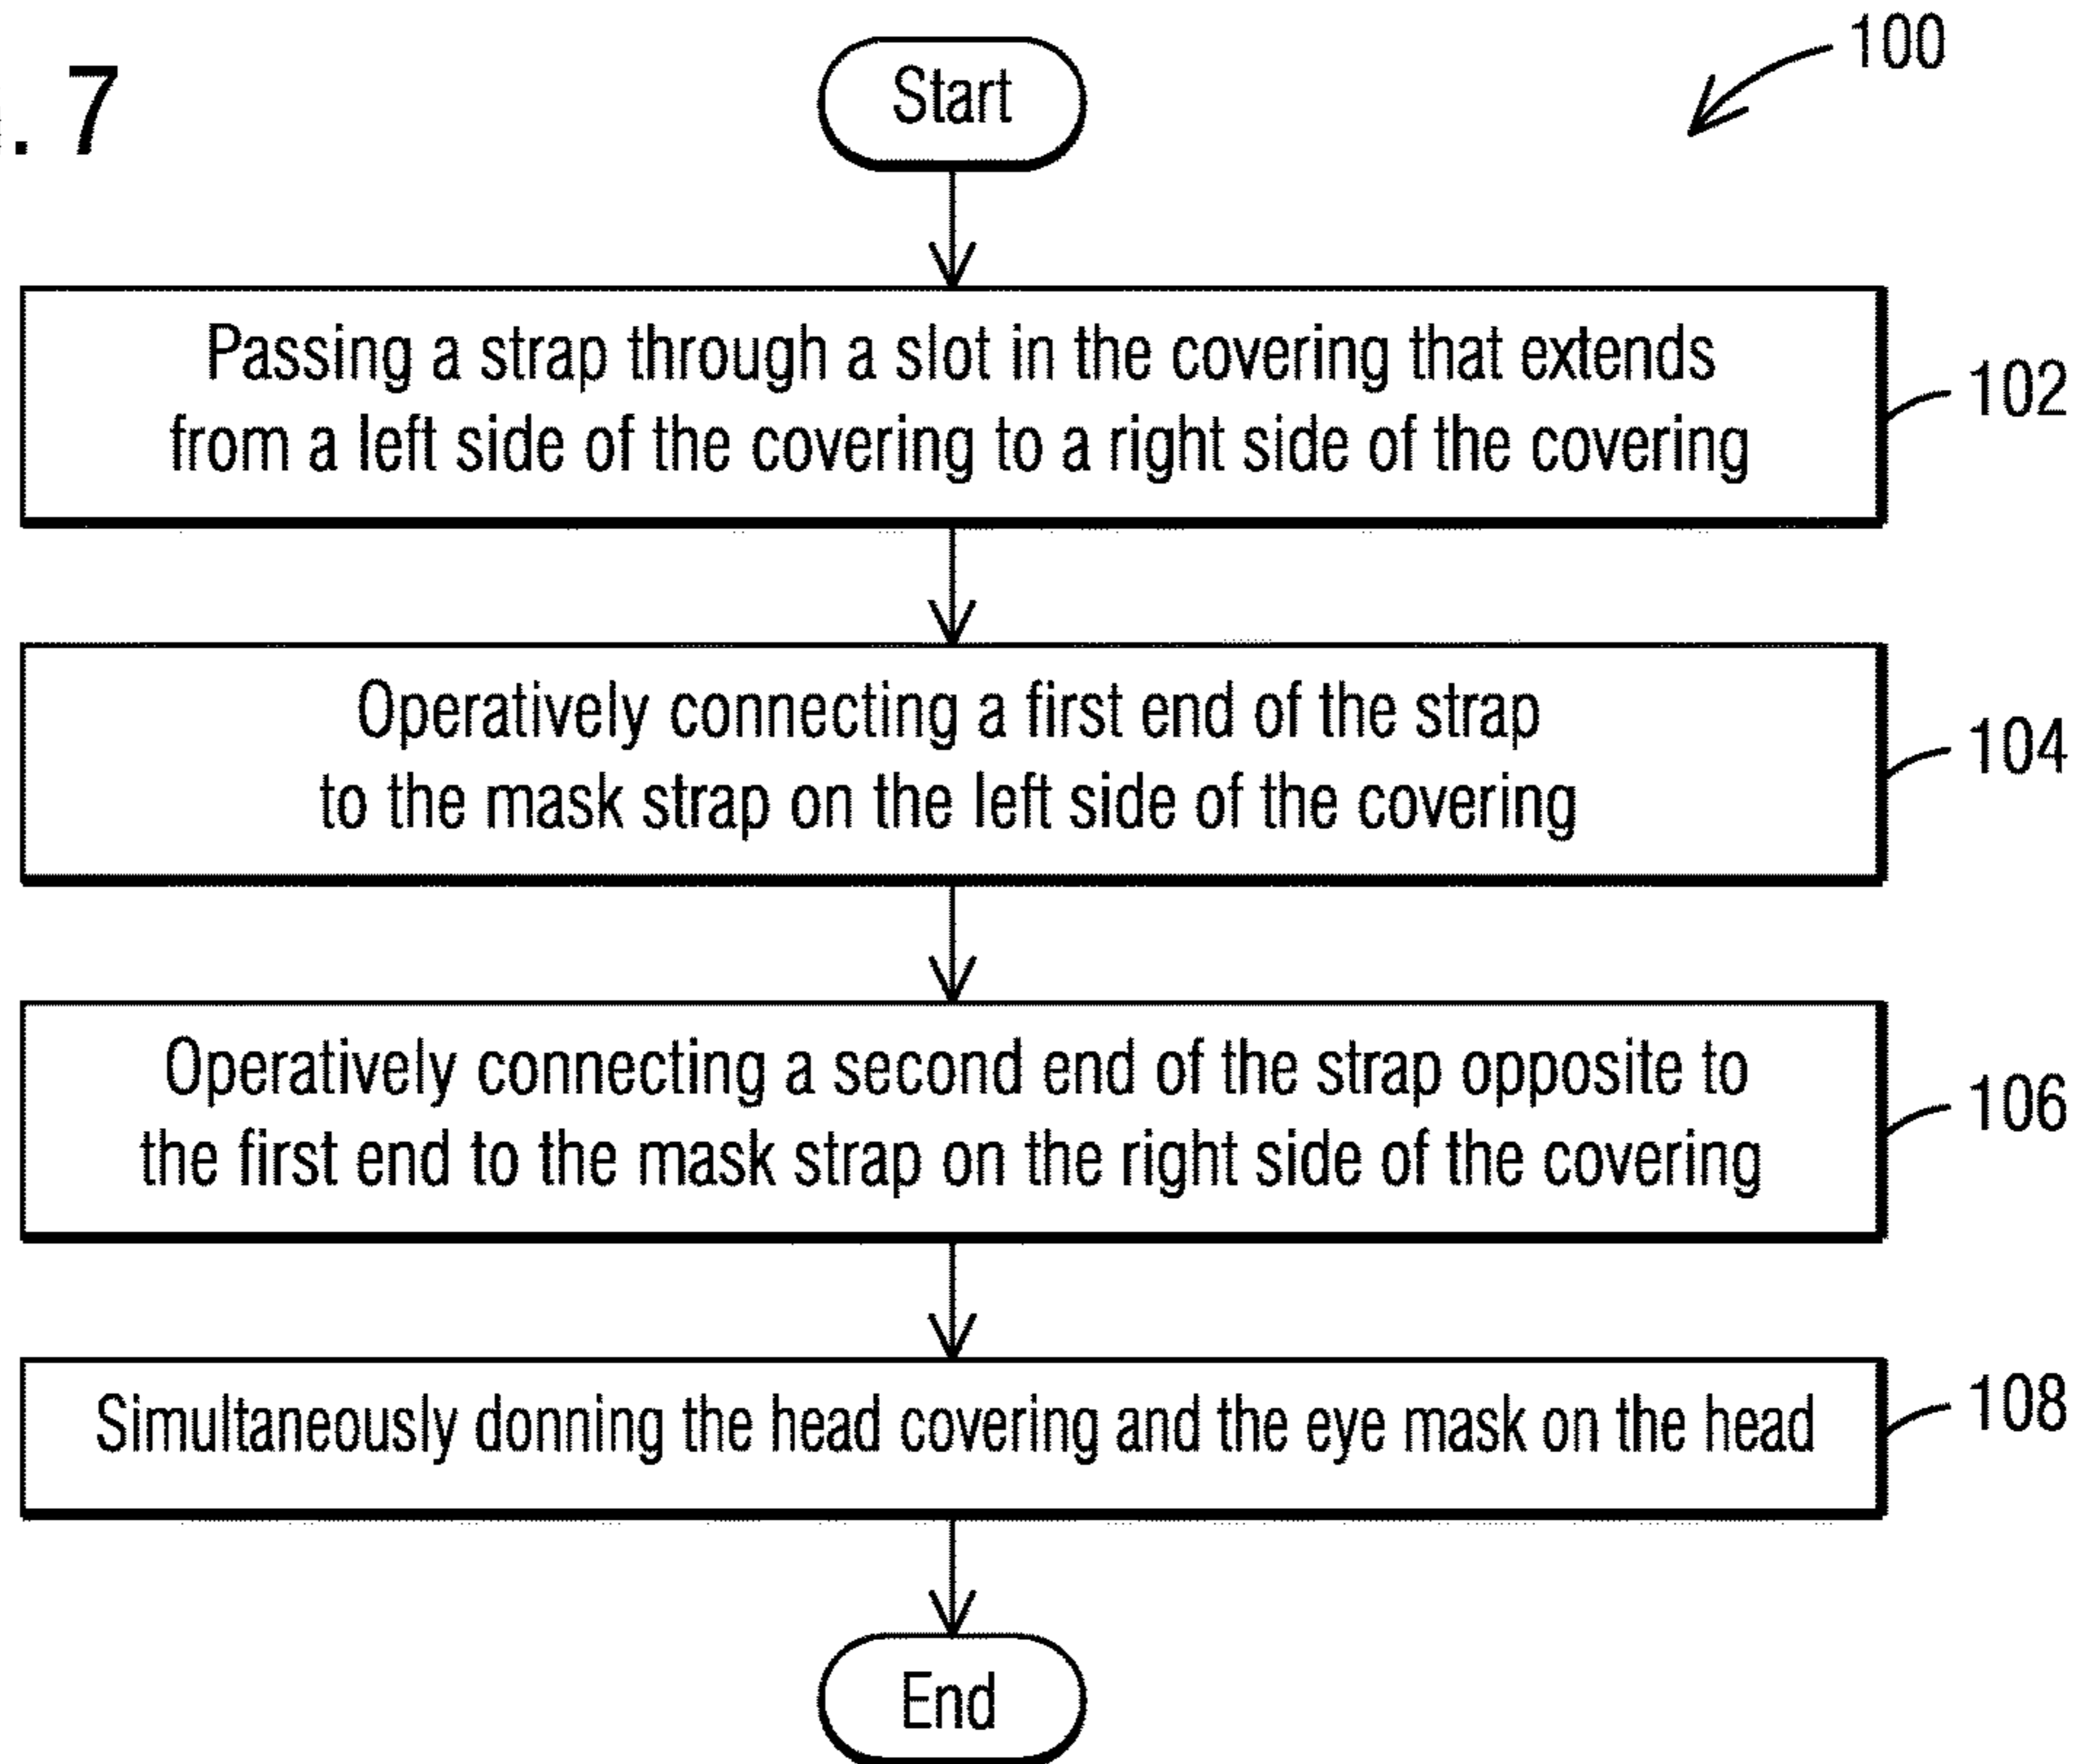 . 7
100
Start
Passing a strap through a slot in the covering that extends
from a left side of the covering to a right side of the covering
102
Operatively connecting a first end of the strap
to the mask strap on the left side of the covering
104
Operatively connecting a second end of the strap opposite to
the first end to the mask strap on the right side of the covering
106
Simultaneously donning the head covering and the eye mask on the head
108
End